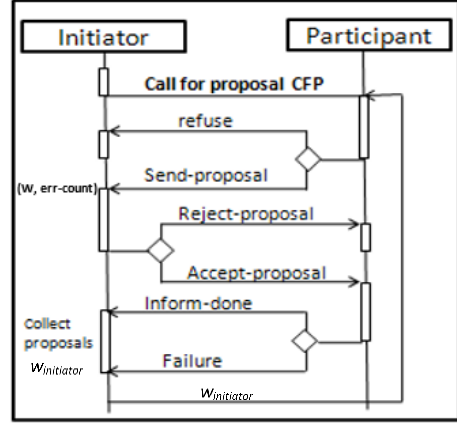 Initiator
Participant
Call for proposal CFP
refuse
Send-proposal
(W, err-count)
Reject-proposal
Accept-proposal
Inform-done
Collect
proposals
Winitiator
Failure
Winitiator